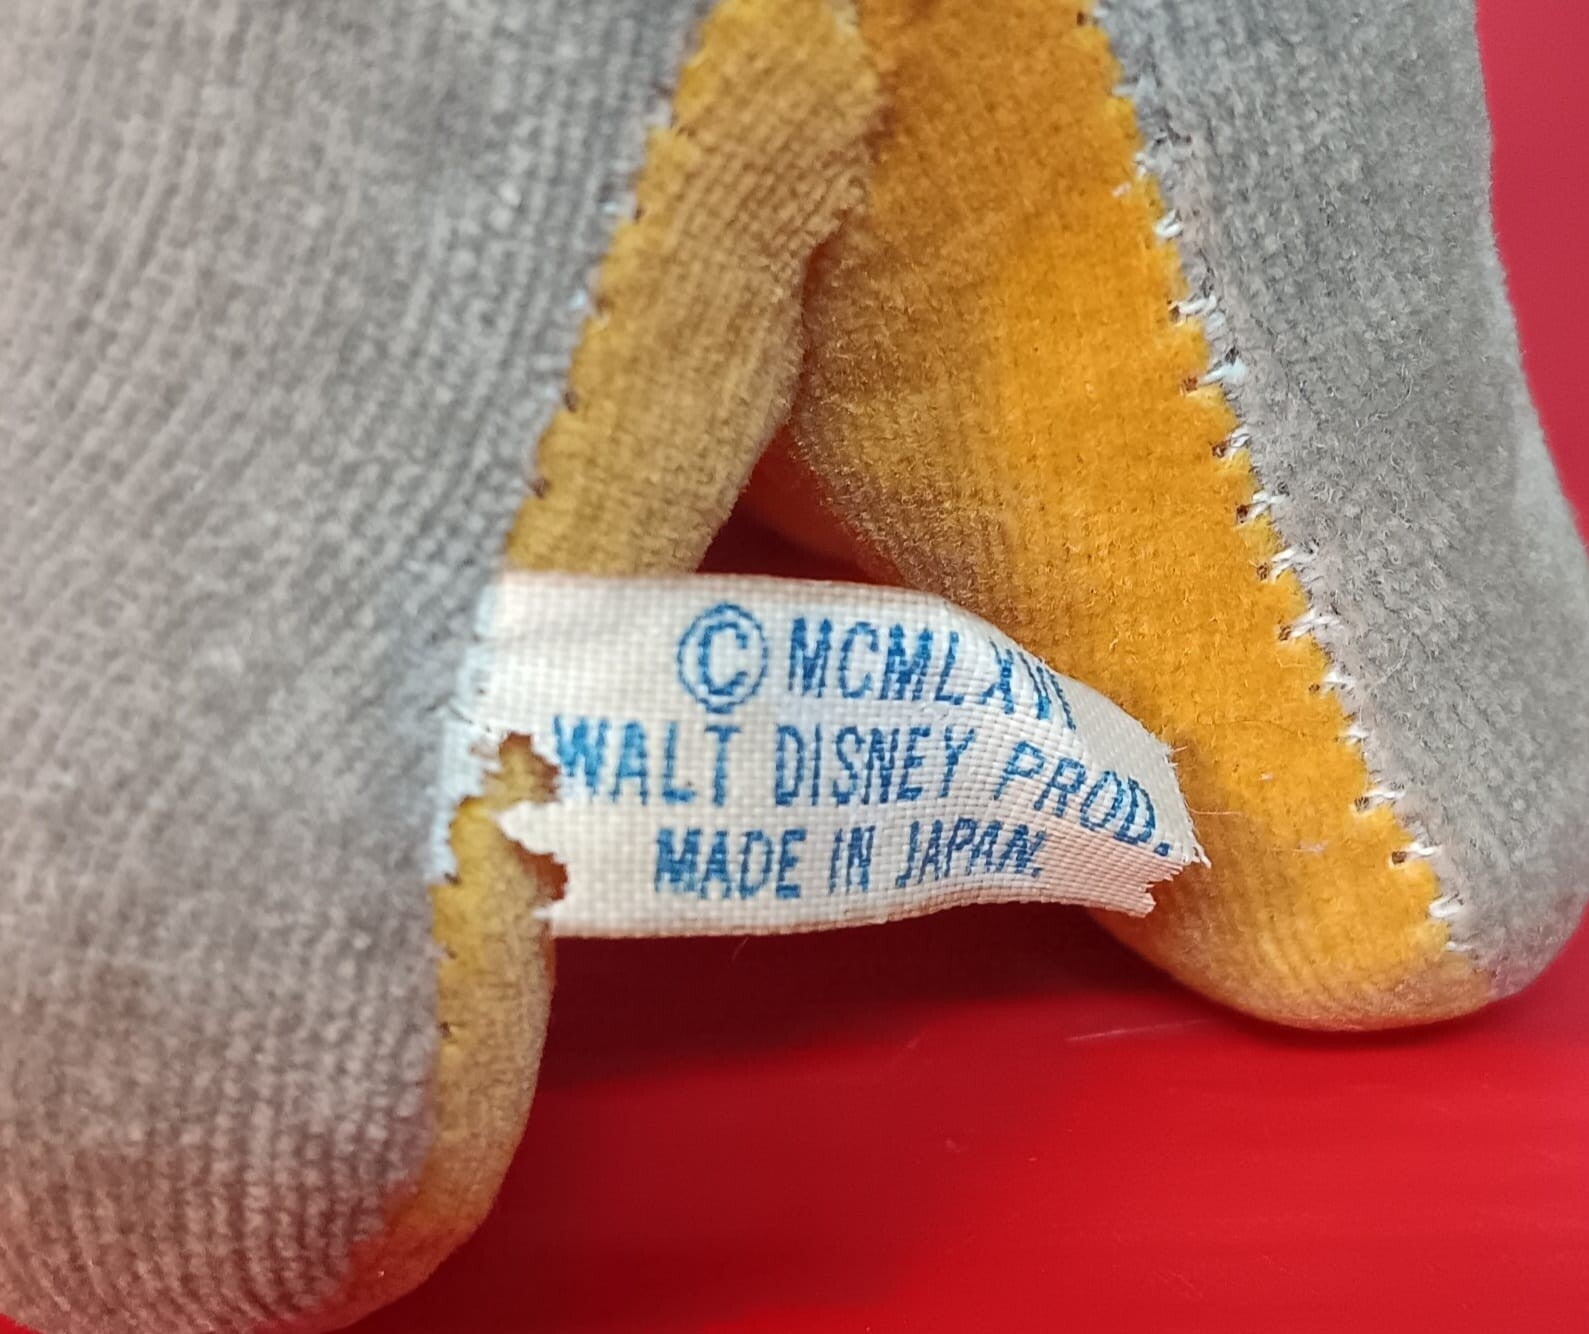 © MCMLXVI
WALT DISNEY PROD.
MADE IN JAPAN.